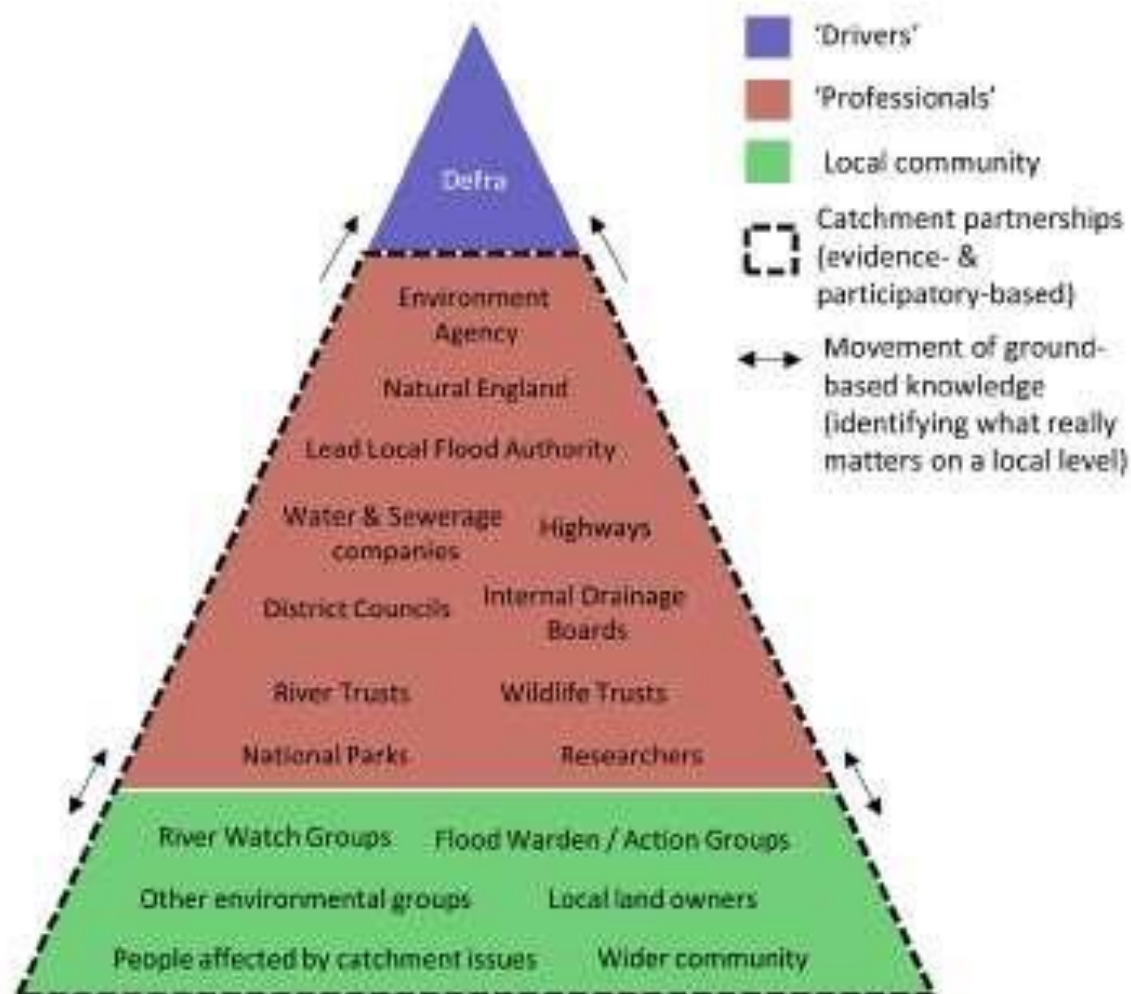 'Drivers'
'Professionals'
Local community
Catchment partnerships
(evidence- &
participatory-based)
Movement of ground-
based knowledge
(identifying what really
matters on a local level)
Defra
Environment
Agency
Natural England
Lead Local Flood Authority
Water & Sewerage
companies
Highways
District Councils
Internal Drainage
Boards
River Trusts
Wildlife Trusts
National Parks
Researchers
River Watch Groups
Flood Warden / Action Groups
Other environmental groups
Local land owners
People affected by catchment issues
Wider community